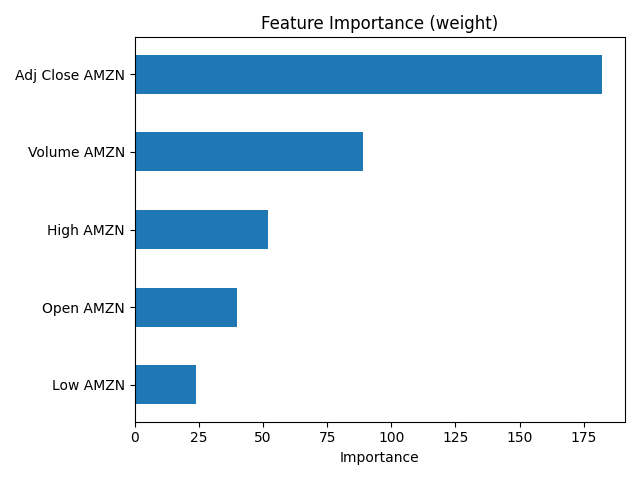 Feature Importance (weight)
Adj Close AMZN
Volume AMZN
High AMZN
Open AMZN
Low AMZN
0 25 50 75 100 125 150 175
Importance